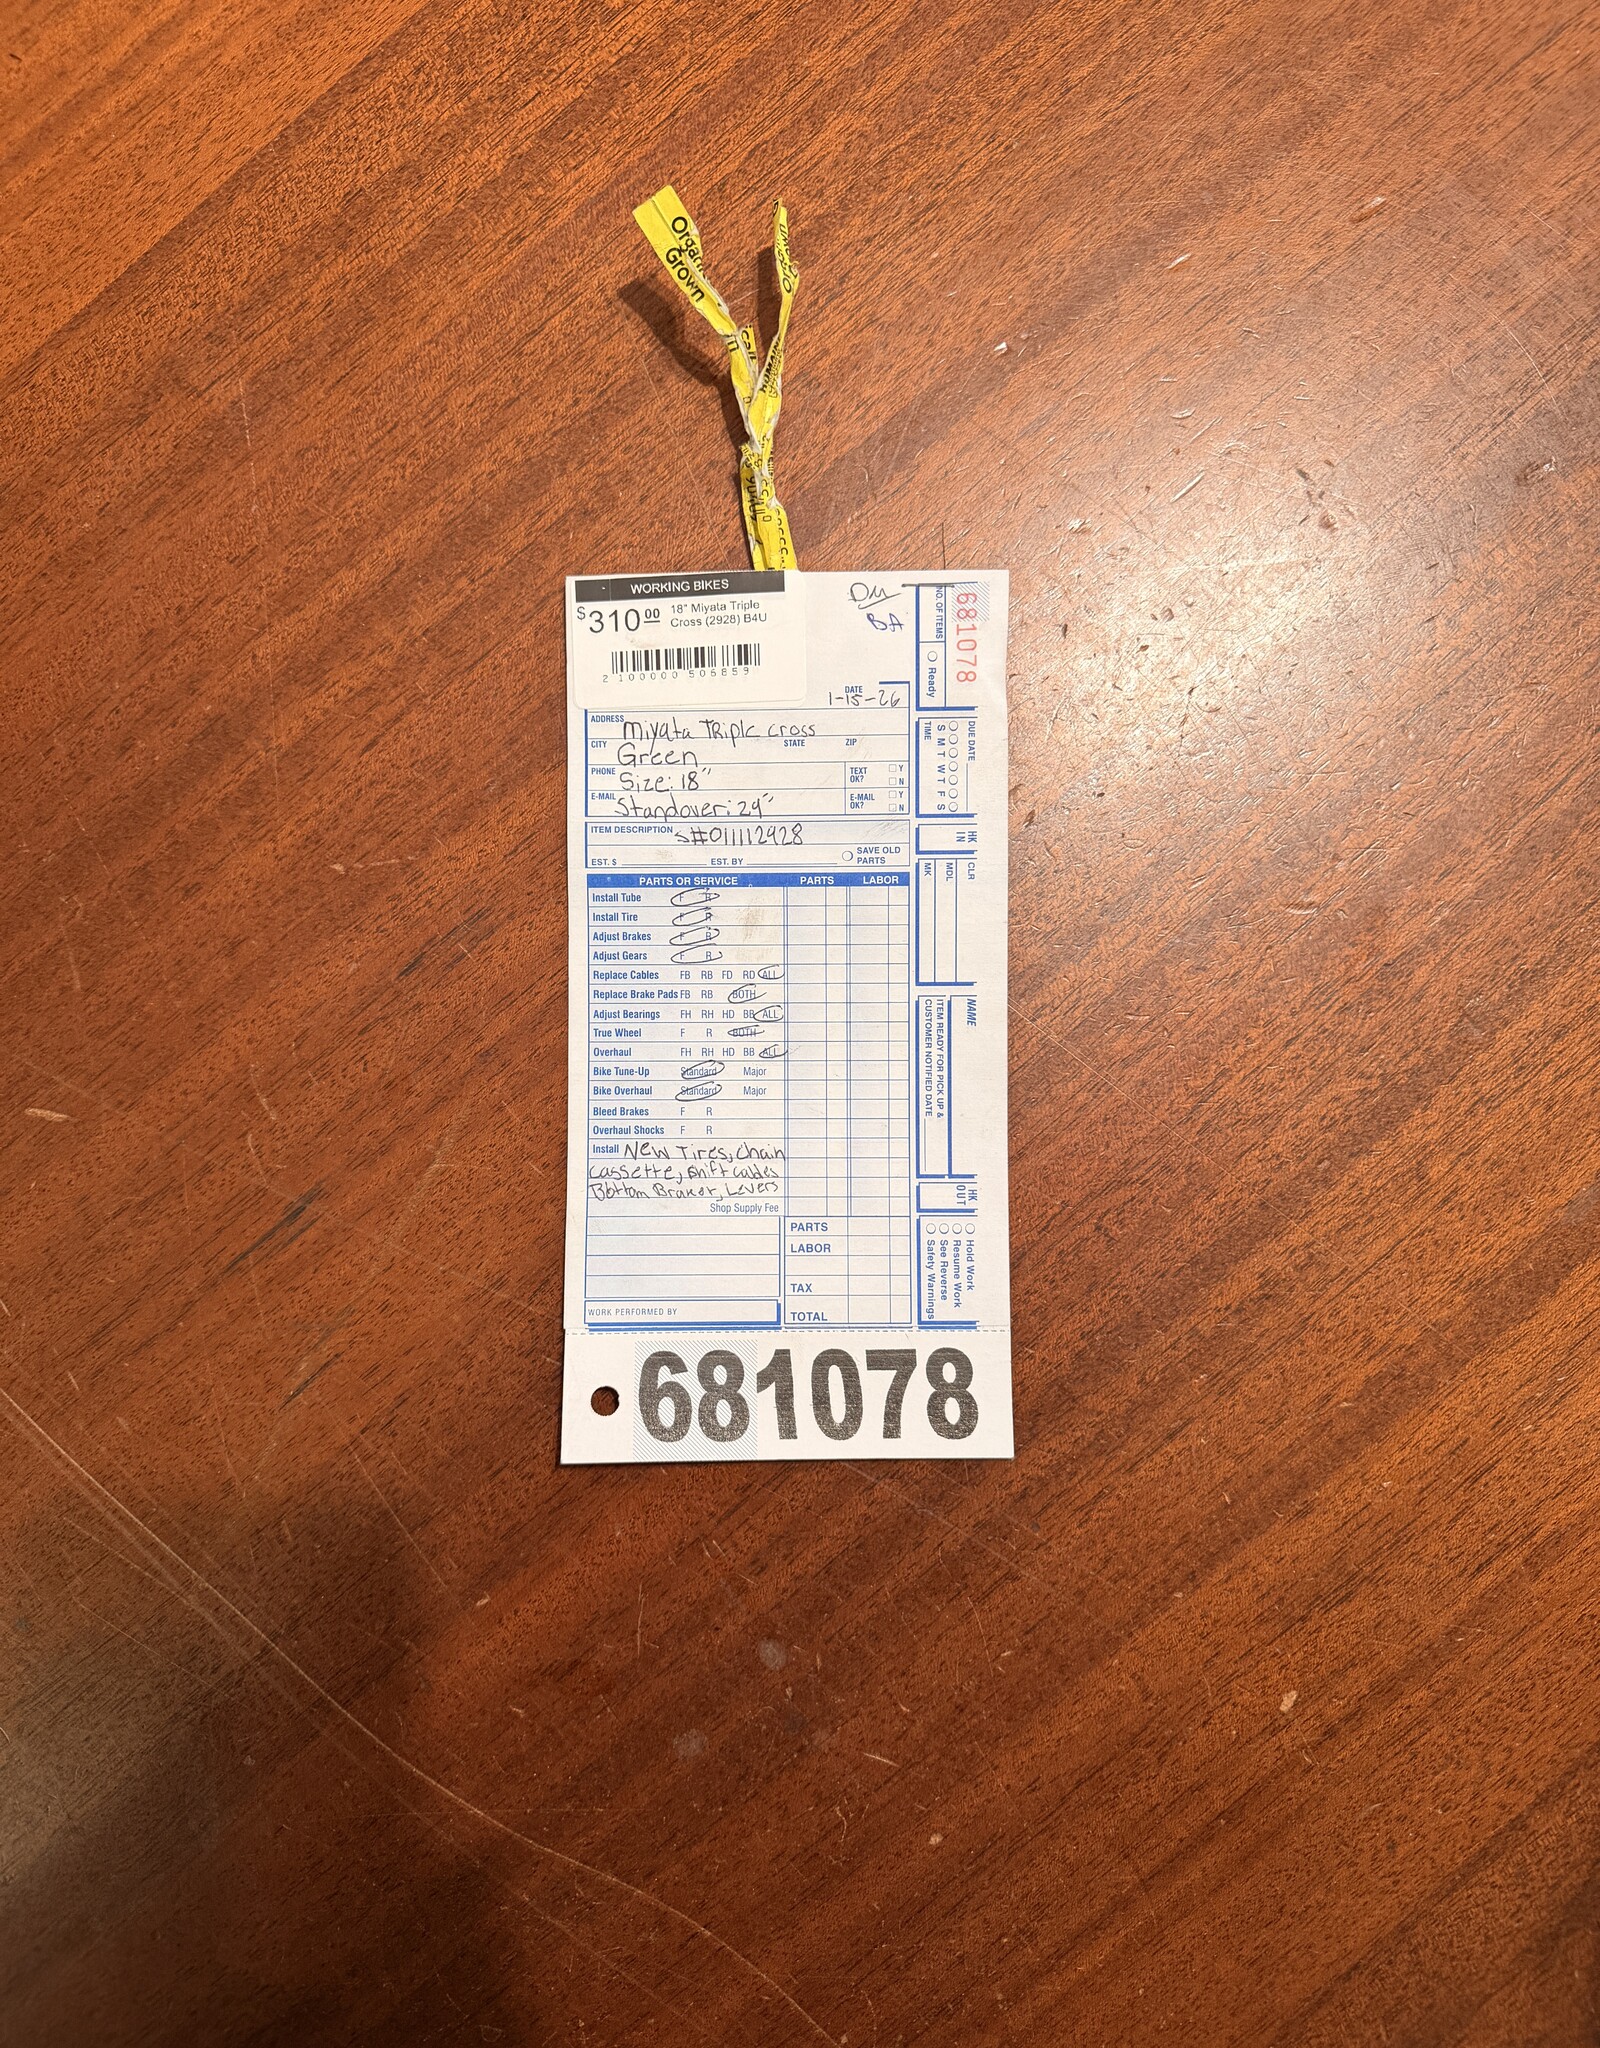 Organic
Grown
WORKING BIKES
$310.00 18" Miyata Triple
Cross (2928) B4U
2 100000 506859
DM
BA
DATE
1-15-26
ADDRESS Miyata Triple cross
CITY Green STATE ZIP
PHONE Size: 18" TEXT OK? Y N
E-MAIL Standover: 29" E-MAIL OK? Y N
ITEM DESCRIPTION S#011112928
EST. $ EST. BY SAVE OLD PARTS
PARTS OR SERVICE PARTS LABOR
Install Tube F R
Install Tire F R
Adjust Brakes F R
Adjust Gears F R
Replace Cables FB RB FD RD ALL
Replace Brake Pads FB RB BOTH
Adjust Bearings FH RH HD BB ALL
True Wheel F R BOTH
Overhaul FH RH HD BB ALL
Bike Tune-Up Standard Major
Bike Overhaul Standard Major
Bleed Brakes F R
Overhaul Shocks F R
Install New Tires, Chain
Cassette, Shift Cables
Bottom Bracket, Levers
Shop Supply Fee
PARTS
LABOR
TAX
WORK PERFORMED BY
TOTAL
681078
NO. OF ITEMS
Ready
681078
DUE DATE
S M T W T F S
TIME
HK IN
CLR
MDL
MK
NAME
ITEM READY FOR PICK UP &
CUSTOMER NOTIFIED DATE
HK OUT
Hold Work
Resume Work
See Reverse
Safety Warnings